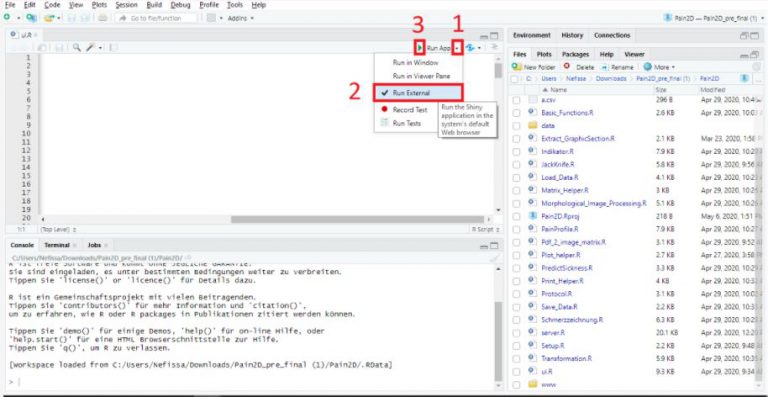 File Edit Code View Plots Session Build Debug Profile Tools Help
Go to file/function
Addins
Pain2D — Pain2D_pre_final (1)
3
1
ui.R
Run App
1
2
3
4
5
6
7
8
9
10
11
12
13
14
15
16
17
18
19
20
2
Run in Window
Run in Viewer Pane
Run External
Record Test
Run Tests
Run the Shiny
application in the
system's default
Web browser
1:1
(Top Level)
R Script
Console Terminal Jobs
C:/Users/Nefissa/Downloads/Pain2D_pre_final (1)/Pain2D/
R ist freie Software und kommt OHNE JEGLICHE GARANTIE.
Sie sind eingeladen, es unter bestimmten Bedingungen weiter zu verbreiten.
Tippen Sie 'license()' or 'licence()' für Details dazu.
R ist ein Gemeinschaftsprojekt mit vielen Beitragenden.
Tippen Sie 'contributors()' für mehr Information und 'citation()',
um zu erfahren, wie R oder R packages in Publikationen zitiert werden können.
Tippen Sie 'demo()' für einige Demos, 'help()' für on-line Hilfe, oder
'help.start()' für eine HTML Browserschnittstelle zur Hilfe.
Tippen Sie 'q()', um R zu verlassen.
[Workspace loaded from C:/Users/Nefissa/Downloads/Pain2D_pre_final (1)/Pain2D/.RData]
>
Environment History Connections
Files Plots Packages Help Viewer
New Folder Delete Rename More
C: Users Nefissa Downloads Pain2D_pre_final (1) Pain2D
Name Size Modified
a.csv 296 B Apr 29, 2020, 10:4
Basic_Functions.R 2.6 KB Apr 29, 2020, 10:03
data
Extract_GraphicSection.R 2.1 KB Mar 23, 2020, 1:58
Indikator.R 7.9 KB Apr 29, 2020, 10:2
JackKnife.R 5.8 KB Apr 29, 2020, 9:56
Load_Data.R 4.1 KB Apr 29, 2020, 10:2
Matrix_Helper.R 3 KB Apr 29, 2020, 10:2
Morphological_Image_Processing.R 5.1 KB Apr 29, 2020, 10:2
Pain2D.Rproj 218 B May 6, 2020, 1:51
PainProfile.R 7.9 KB Apr 29, 2020, 10:2
Pdf_2_image_matrix.R 3.1 KB Apr 29, 2020, 9:52
Plot_helper.R 2.7 KB Apr 27, 2020, 3:58
PredictSickness.R 3.3 KB Apr 29, 2020, 10:2
Print_Helper.R 4 KB Apr 29, 2020, 10:3
Protocol.R 3.1 KB Apr 29, 2020, 10:2
Save_Data.R 2.2 KB Apr 29, 2020, 10:3
Schmerzzeichnung.R 6.3 KB Apr 29, 2020, 10:2
server.R 20.1 KB Apr 29, 2020, 12:2
Setup.R 2.2 KB Apr 29, 2020, 9:48
Transformation.R 5.9 KB Apr 29, 2020, 10:3
ui.R 9.3 KB Apr 29, 2020, 9:34
www